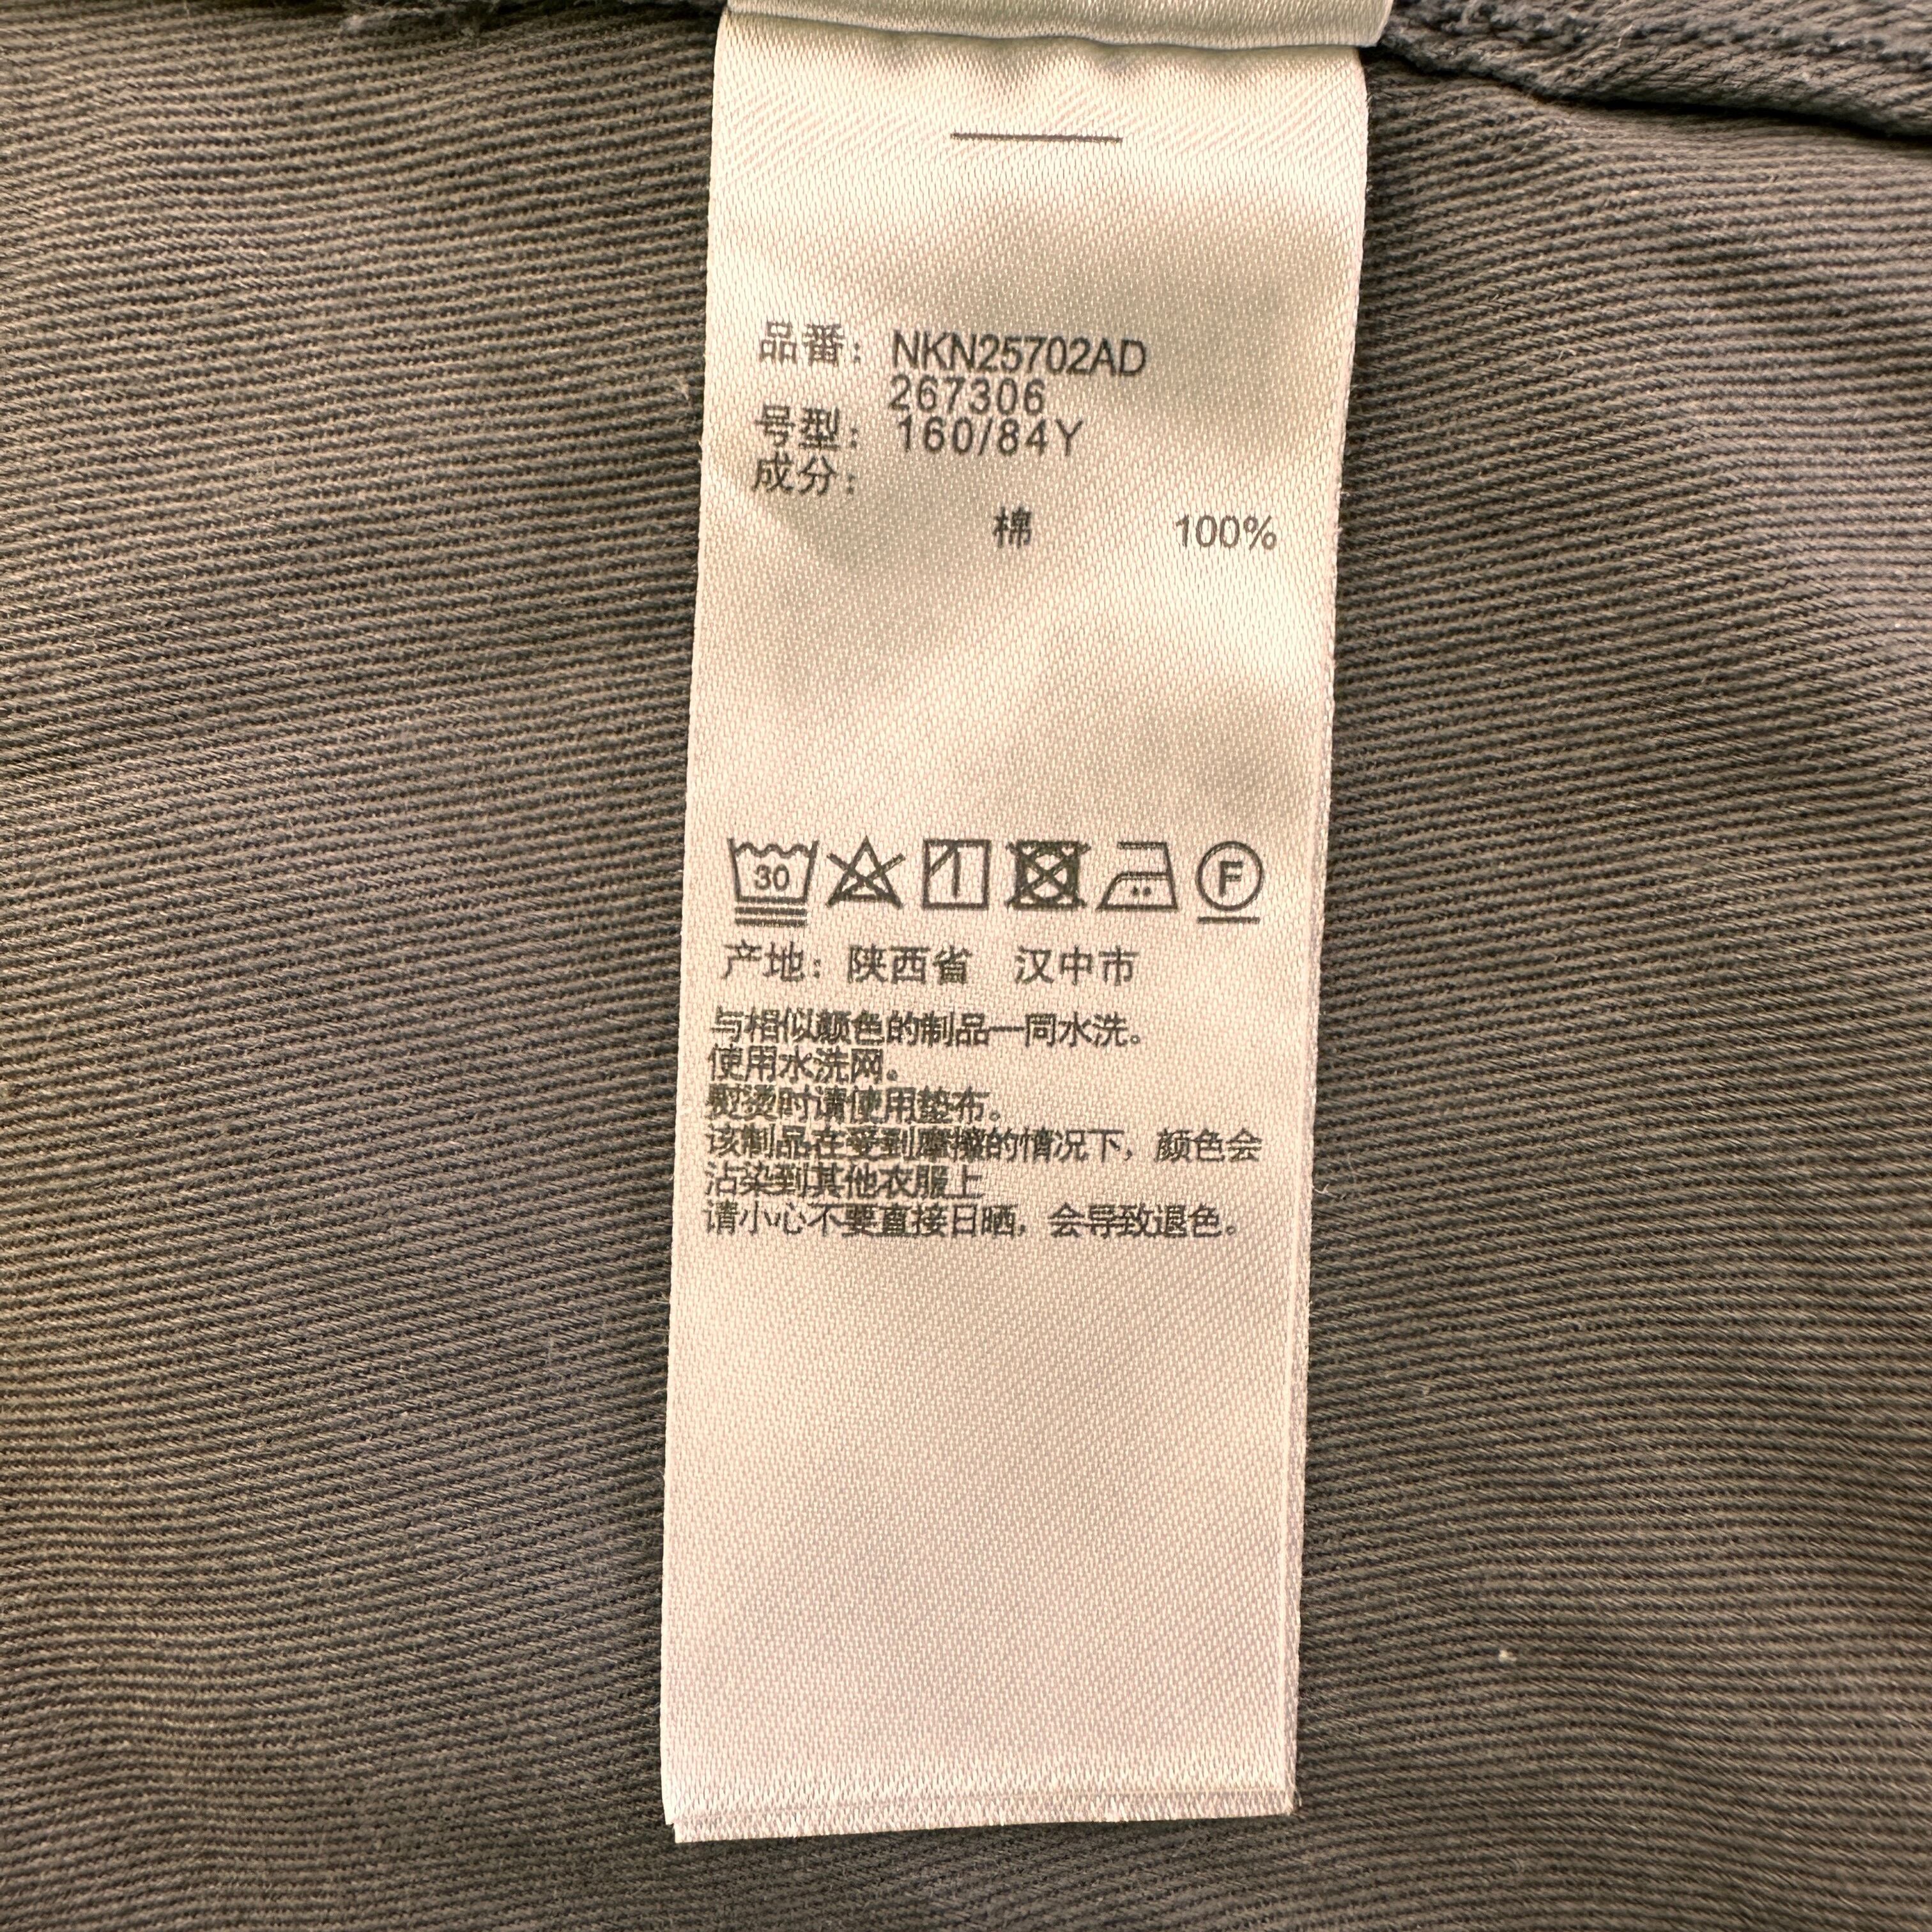 品番: NKN25702AD
267306
号型: 160/84Y
成分:
棉 100%
30 F
产地: 陕西省 汉中市
与相似颜色的制品一同水洗。
使用水洗网。
熨烫时请使用垫布。
该制品在受到摩擦的情况下, 颜色会
沾染到其他衣服上
请小心不要直接日晒, 会导致退色。